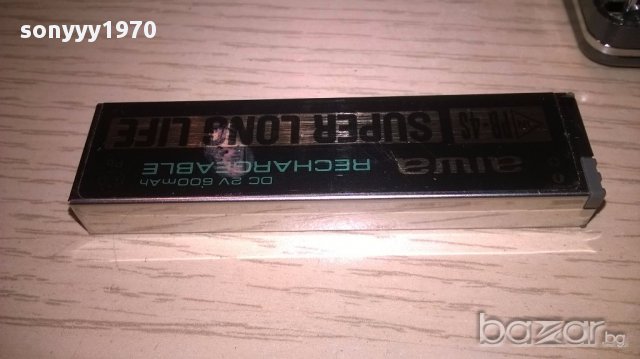 sonyyy1970
aiwa
DC 2V 600mAh
RECHARGEABLE
SUPER LONG LIFE
bazar.bg